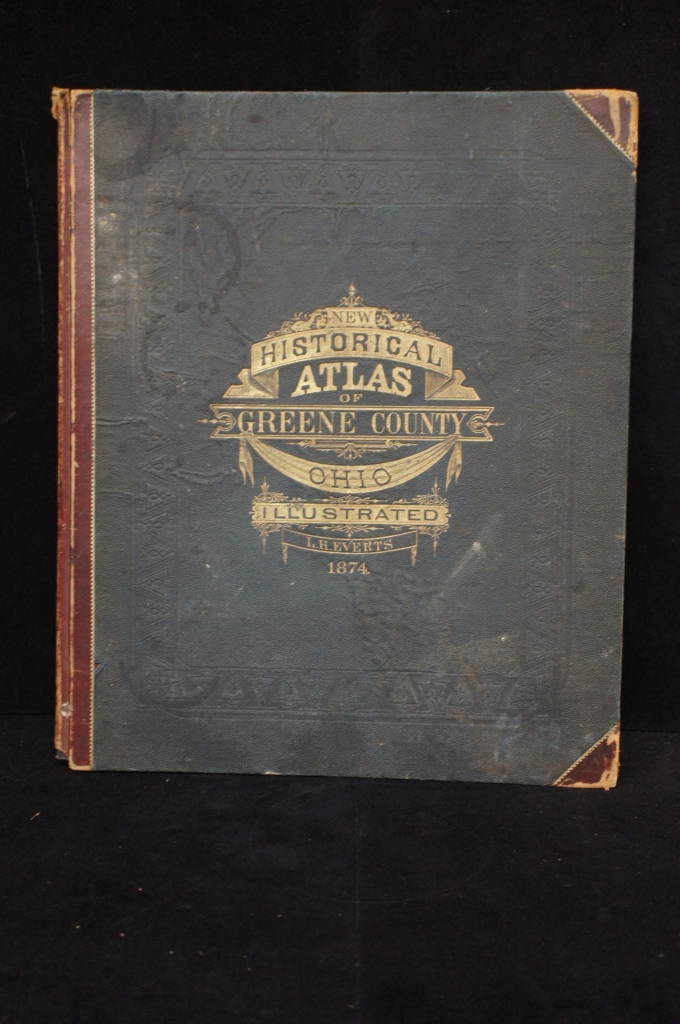 NEW
HISTORICAL
ATLAS
OF
GREENE COUNTY
OHIO
ILLUSTRATED
L.H.EVERTS
1874.